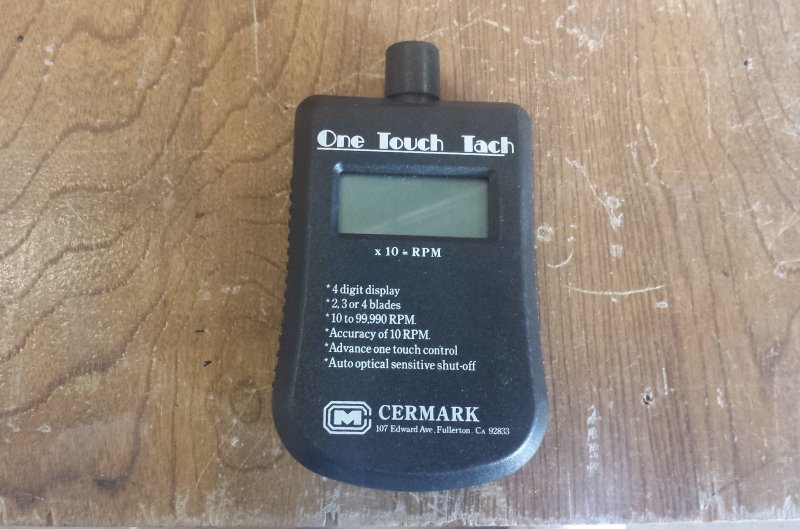 One Touch Tach
x 10 = RPM
* 4 digit display
* 2, 3 or 4 blades
* 10 to 99,990 RPM.
*Accuracy of 10 RPM.
*Advance one touch control
*Auto optical sensitive shut-off
CM CERMARK
107 Edward Ave, Fullerton, CA 92833